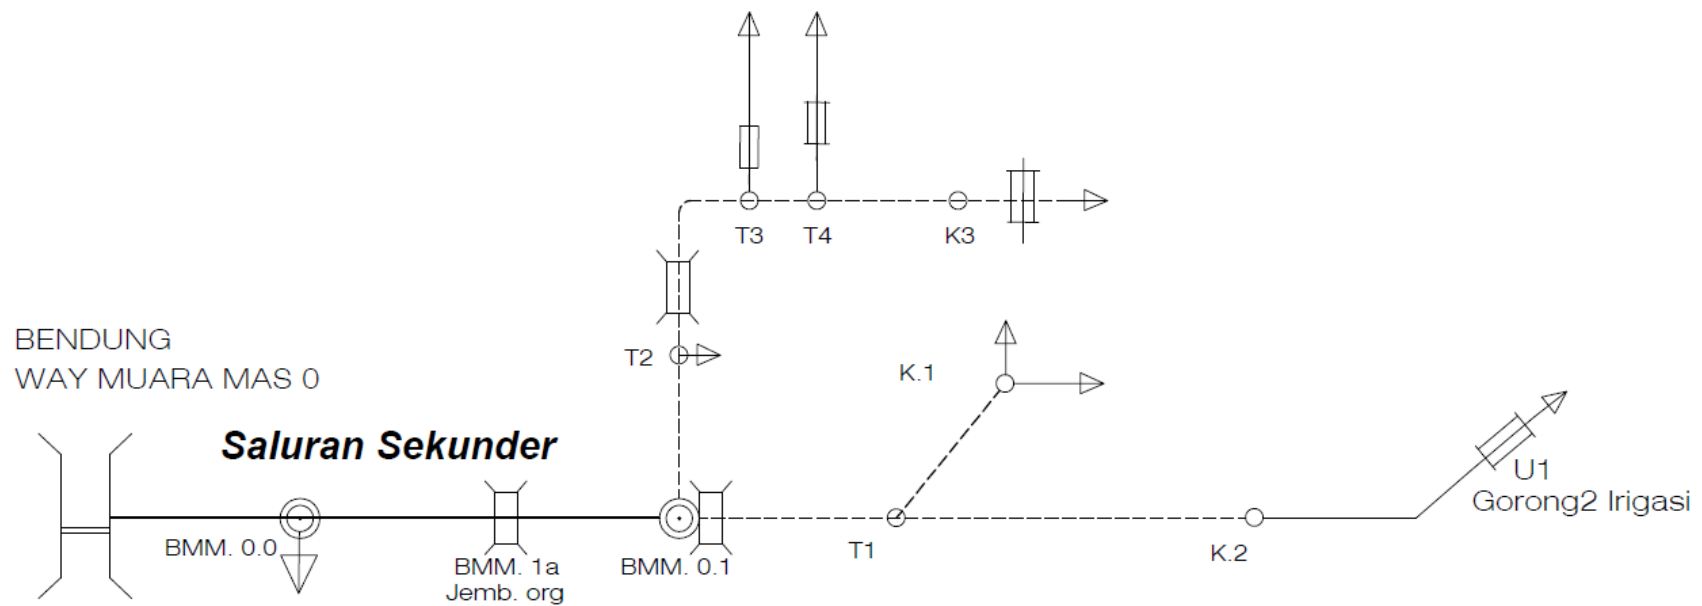 T3
T4
K3
BENDUNG
WAY MUARA MAS 0
T2
K.1
Saluran Sekunder
U1
Gorong2 Irigasi
BMM. 0.0
BMM. 1a
Jemb. org
BMM. 0.1
T1
K.2